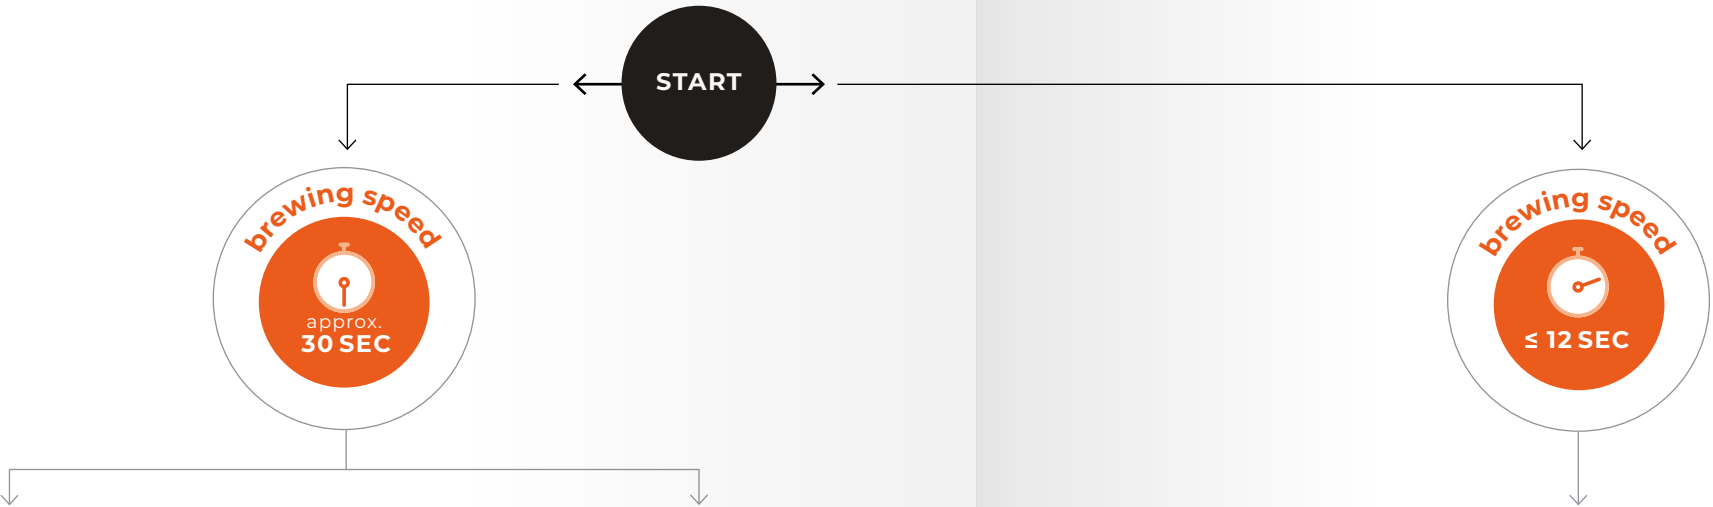 START
brewing speed
approx.
30 SEC
brewing speed
≤ 12 SEC